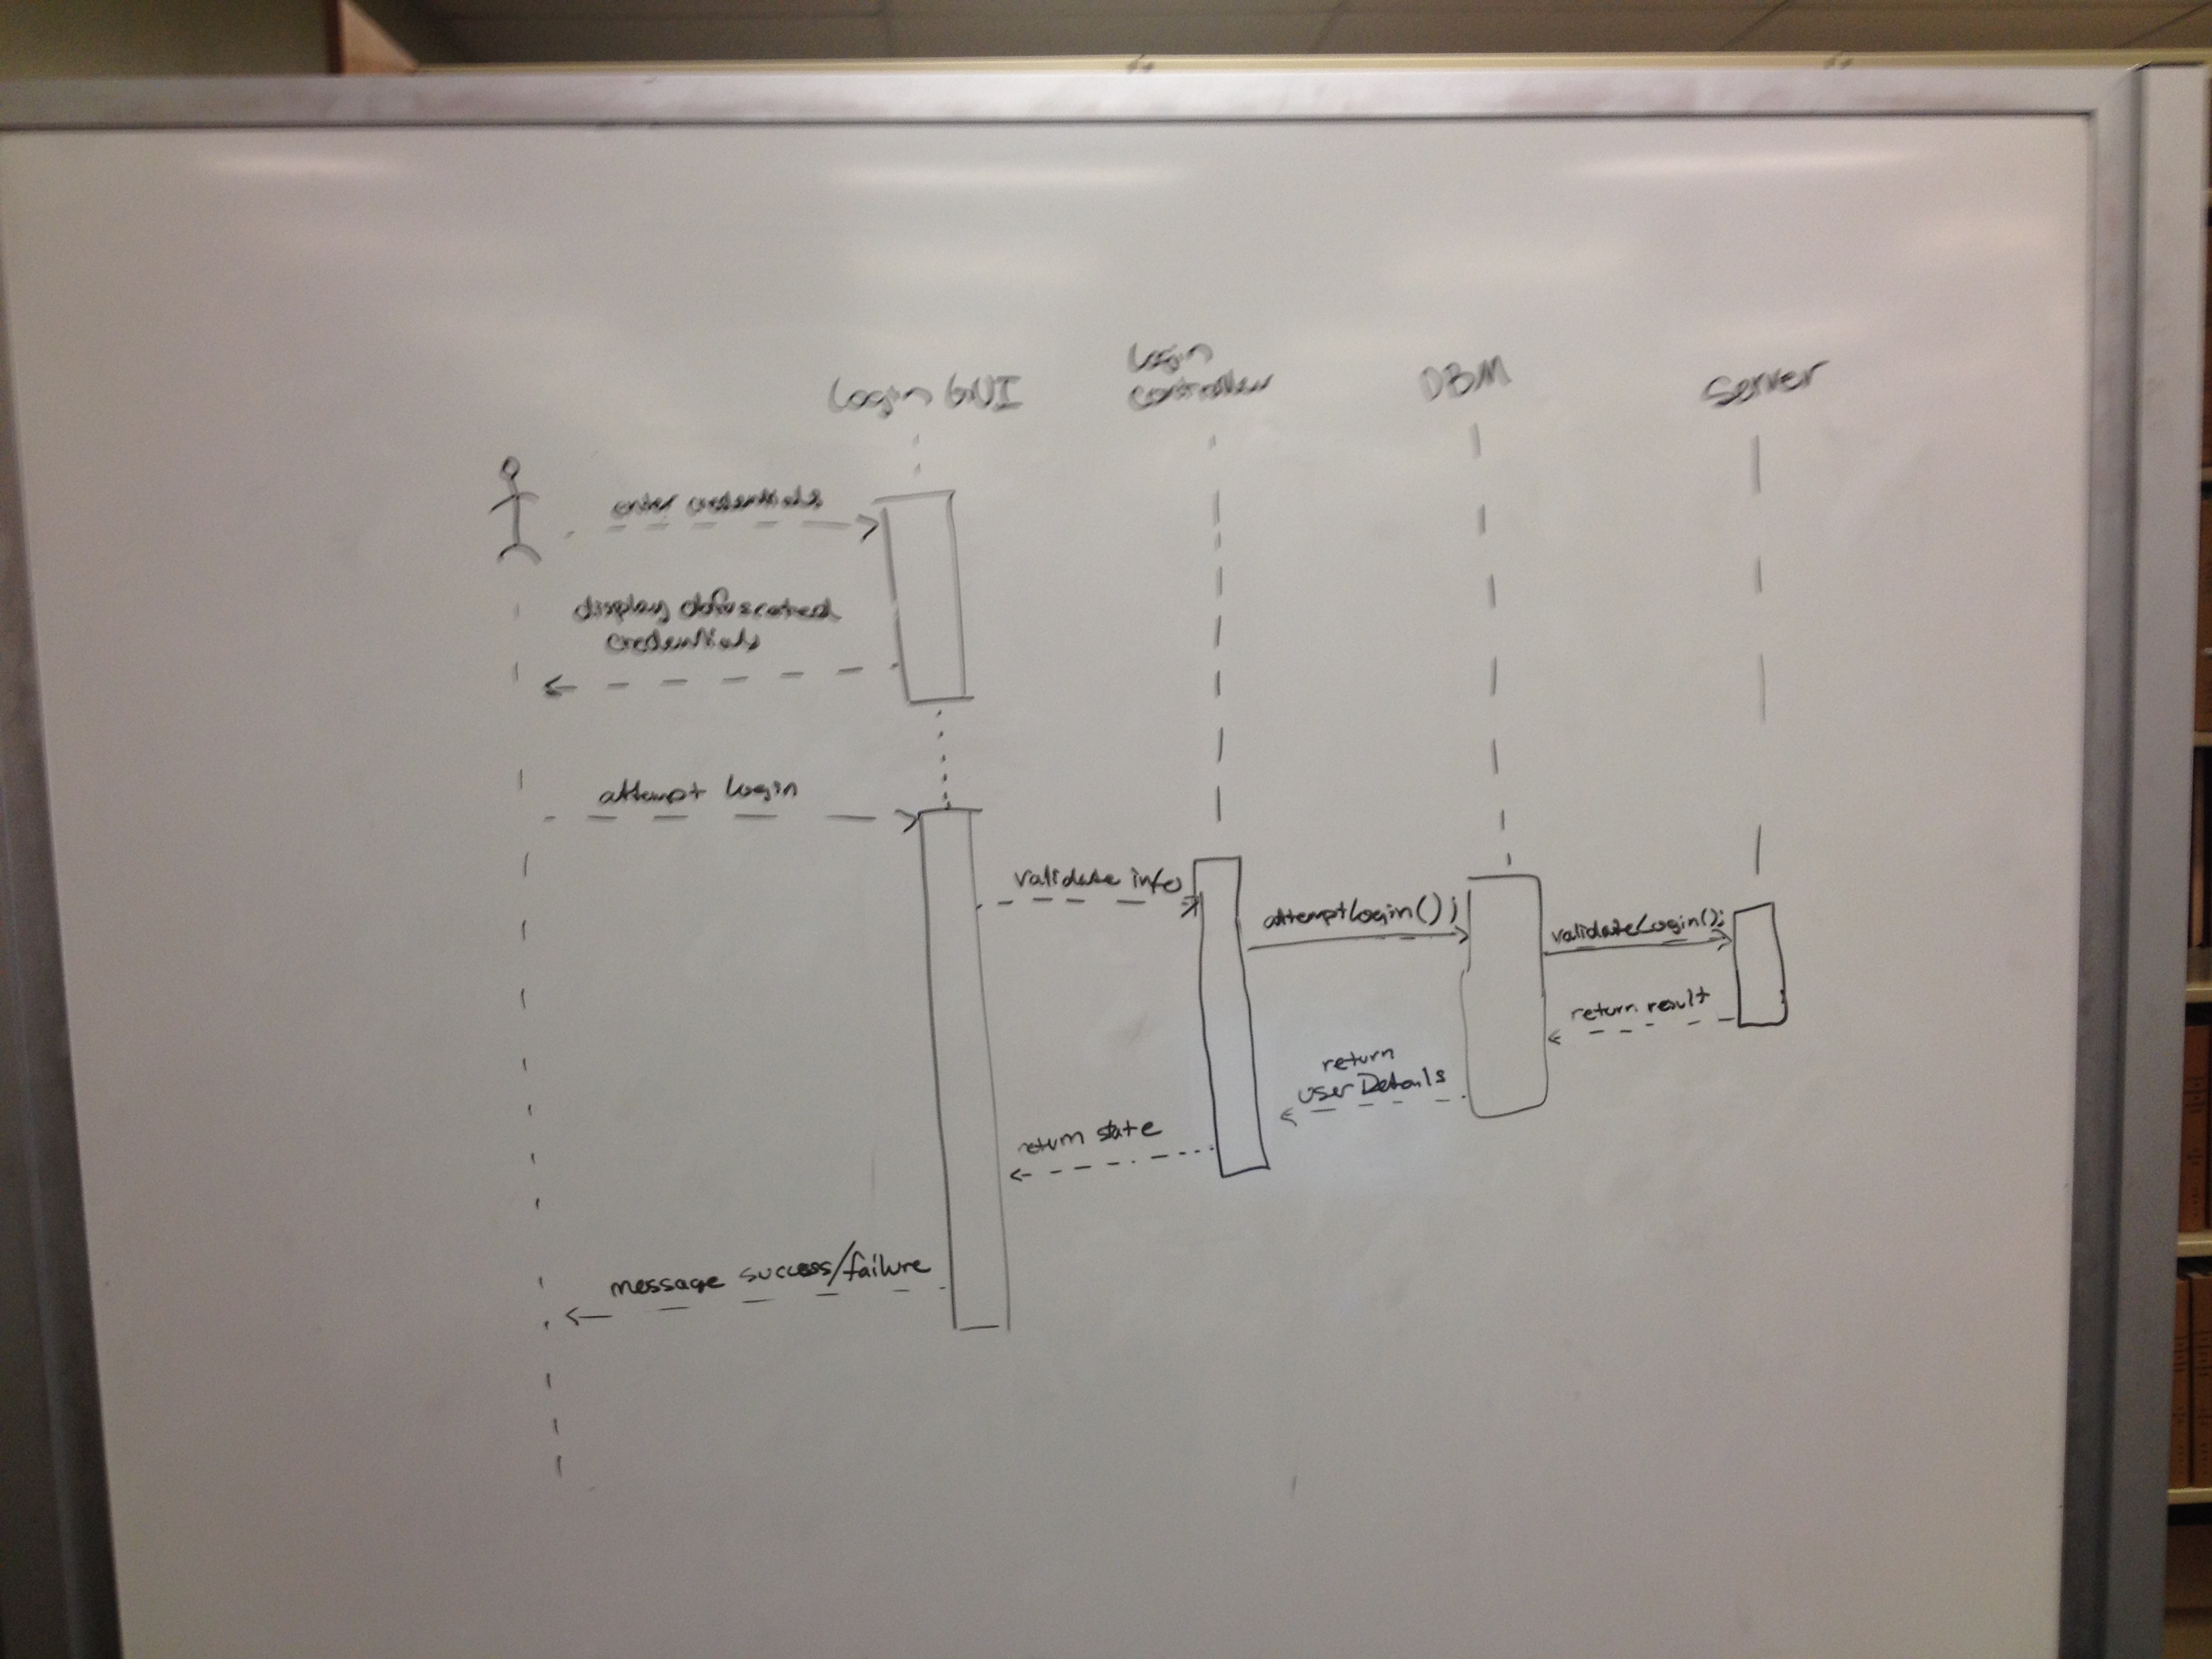 Login GUI
Login
controller
DBM
Server
enter credentials
display obfuscated
credentials
attempt login
validate info
attemptLogin();
validateLogin();
return result
return
userDetails
return state
message success/failure